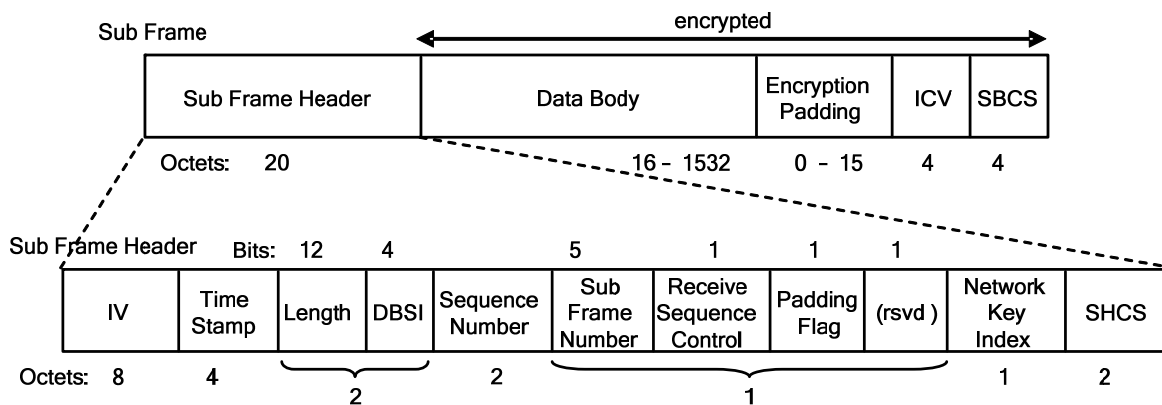 encrypted
Sub Frame
Sub Frame Header Data Body Encryption Padding ICV SBCS
Octets: 20 16 - 1532 0 - 15 4 4
Sub Frame Header Bits: 12 4 5 1 1 1
IV Time Stamp Length DBSI Sequence Number Sub Frame Number Receive Sequence Control Padding Flag (rsvd ) Network Key Index SHCS
Octets: 8 4 2 2 1 1 2